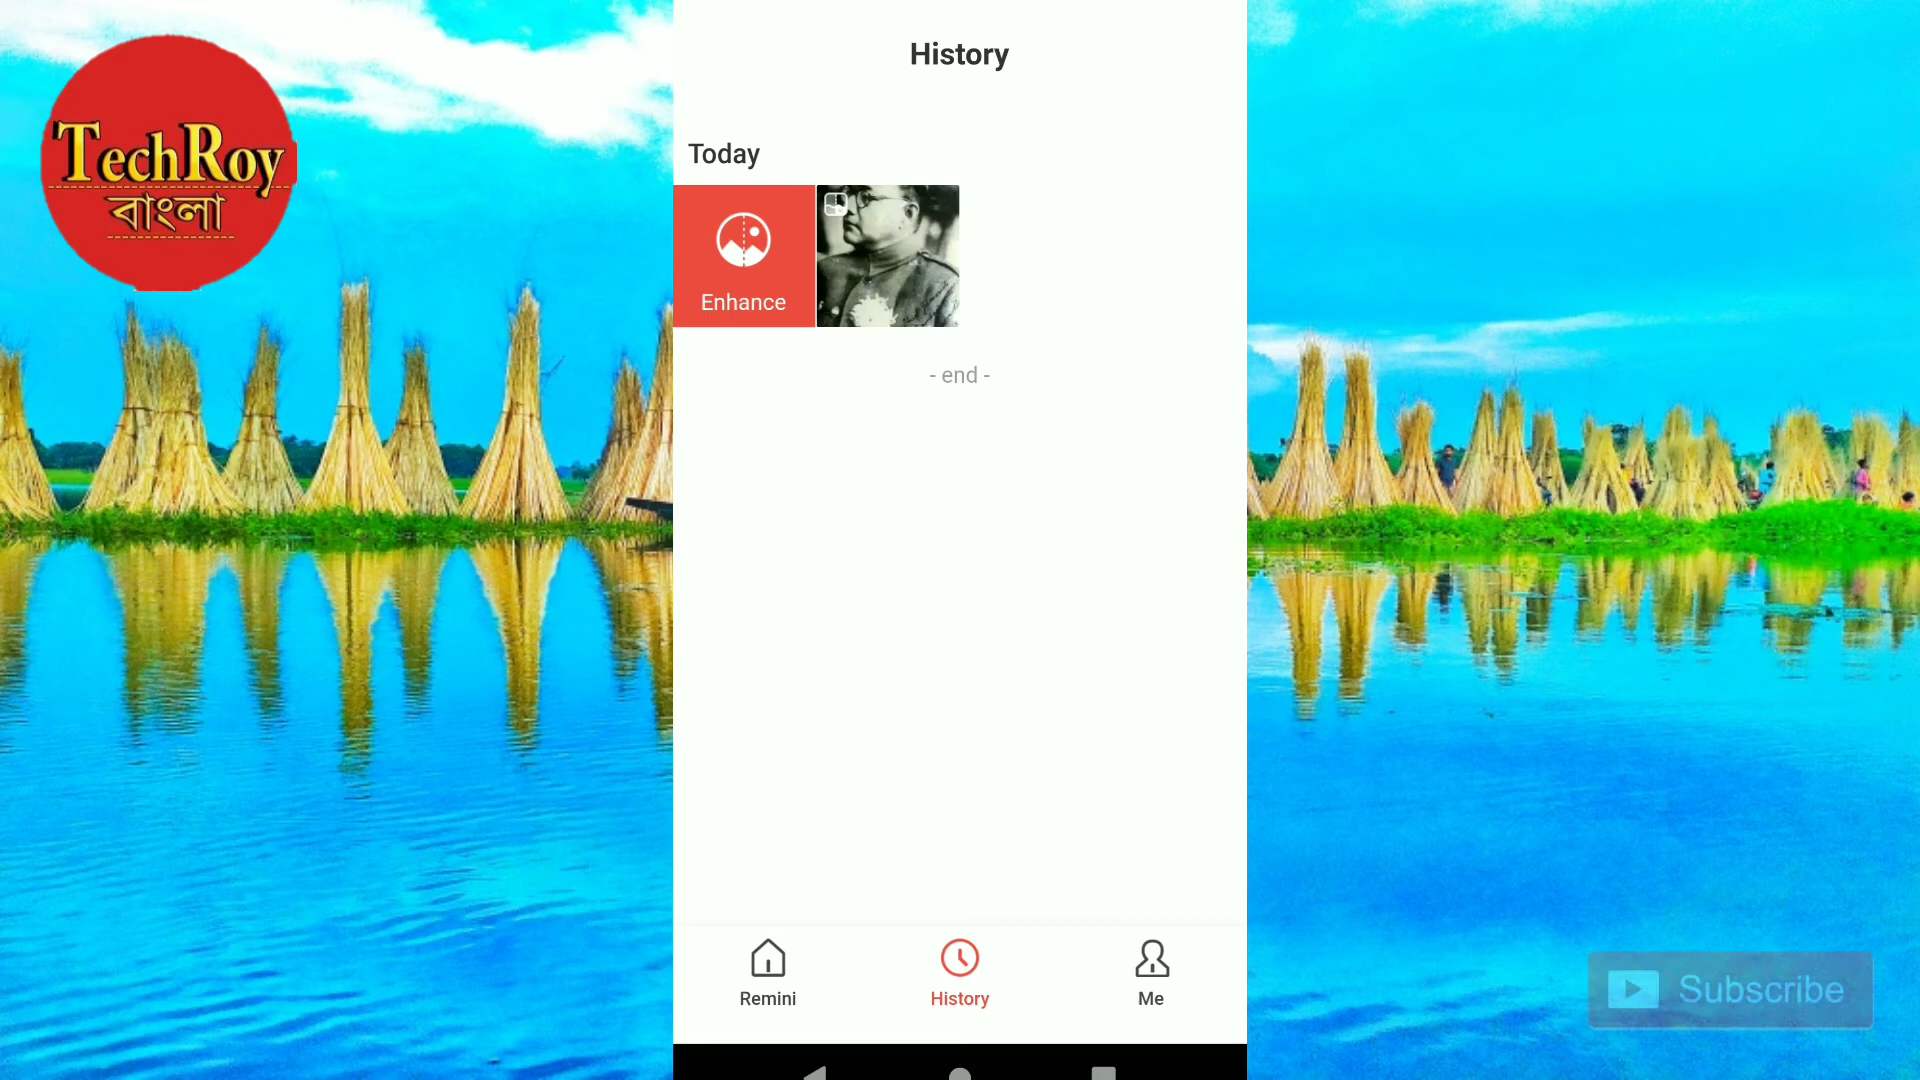 TechRoy
বাংলা
History
Today
Enhance
- end -
Remini
History
Me
Subscribe